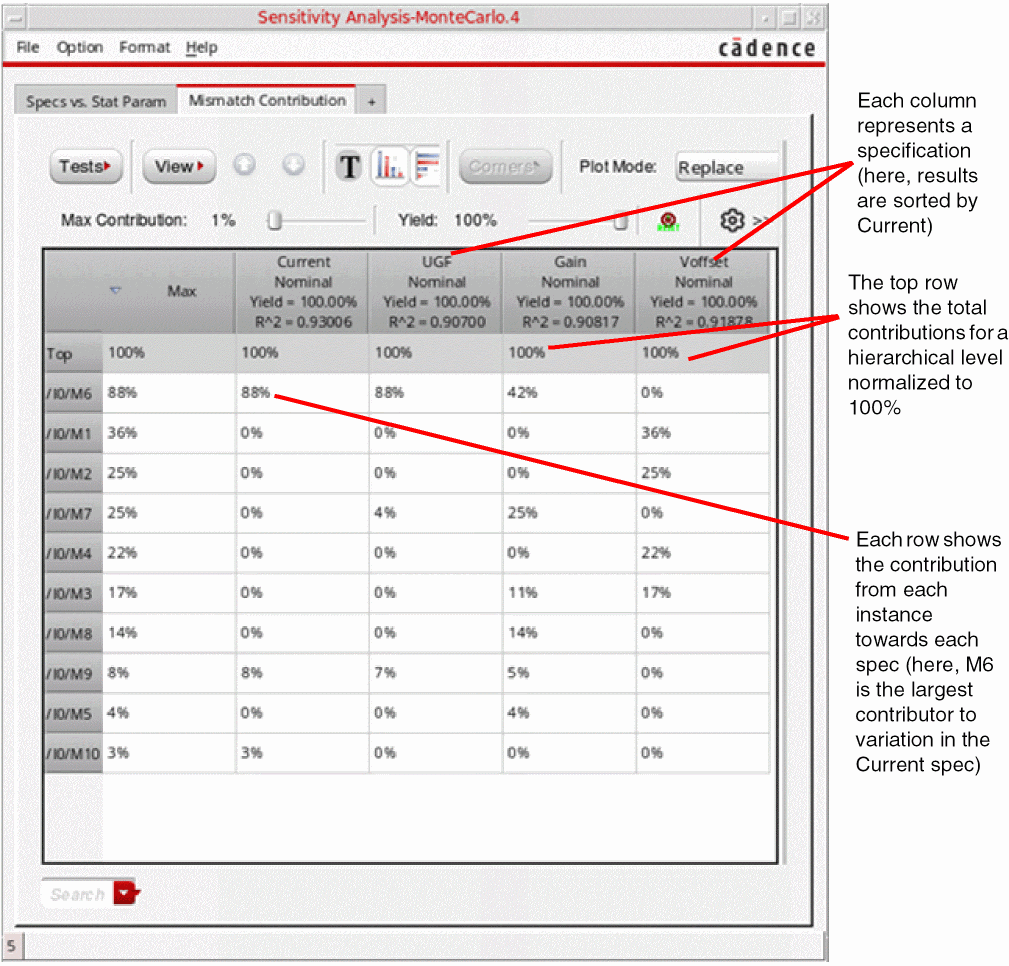 Sensitivity Analysis-MonteCarlo.4
File Option Format Help
cādence
Specs vs. Stat Param Mismatch Contribution +
Tests View T Corners Plot Mode: Replace
Max Contribution: 1% Yield: 100% RESET >>
Max
Current
Nominal
Yield = 100.00%
R^2 = 0.93006
UGF
Nominal
Yield = 100.00%
R^2 = 0.90700
Gain
Nominal
Yield = 100.00%
R^2 = 0.90817
Voffset
Nominal
Yield = 100.00%
R^2 = 0.91878
Top 100% 100% 100% 100% 100%
/I0/M6 88% 88% 88% 42% 0%
/I0/M1 36% 0% 0% 0% 36%
/I0/M2 25% 0% 0% 0% 25%
/I0/M7 25% 0% 4% 25% 0%
/I0/M4 22% 0% 0% 0% 22%
/I0/M3 17% 0% 0% 11% 17%
/I0/M8 14% 0% 0% 14% 0%
/I0/M9 8% 8% 7% 5% 0%
/I0/M5 4% 0% 0% 4% 0%
/I0/M10 3% 3% 0% 0% 0%
Search
5
Each column
represents a
specification
(here, results
are sorted by
Current)
The top row
shows the total
contributions for a
hierarchical level
normalized to
100%
Each row shows
the contribution
from each
instance
towards each
spec (here, M6
is the largest
contributor to
variation in the
Current spec)